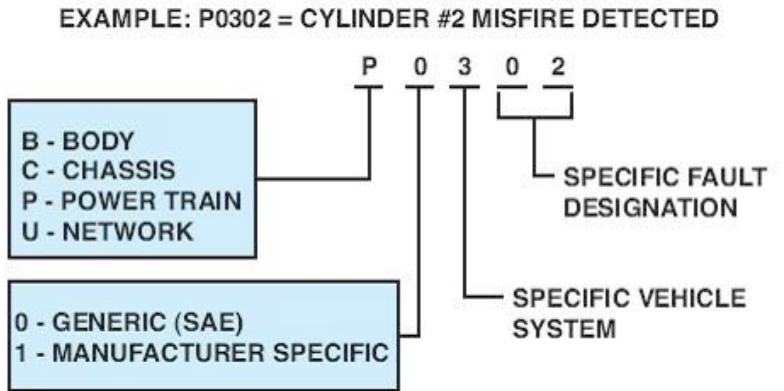 EXAMPLE: P0302 = CYLINDER #2 MISFIRE DETECTED
P 0 3 0 2
B - BODY
C - CHASSIS
P - POWER TRAIN
U - NETWORK
SPECIFIC FAULT
DESIGNATION
0 - GENERIC (SAE)
1 - MANUFACTURER SPECIFIC
SPECIFIC VEHICLE
SYSTEM